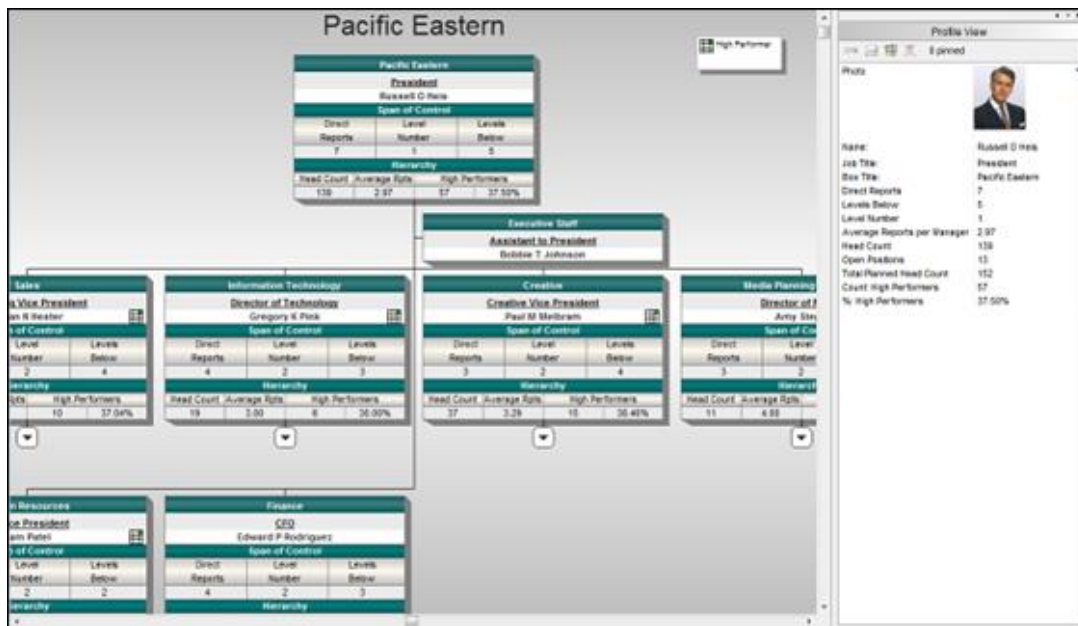 Pacific Eastern
High Performer
Pacific Eastern
President
Russell O Heis
Span of Control
Direct Level Levels
Reports Number Below
7 1 5
Hierarchy
Head Count Average Rpts High Performers
139 2.97 57 37.50%
Executive Staff
Assistant to President
Bobbie T Johnson
Sales
Vice President
Level Levels
Number Below
2 4
Hierarchy
High Performers
10 37.04%
Information Technology
Director of Technology
Gregory K Pink
Span of Control
Direct Level Levels
Reports Number Below
4 2 3
Hierarchy
Head Count Average Rpts High Performers
19 3.00 6 30.00%
Creative
Creative Vice President
Paul M Melbram
Span of Control
Direct Level Levels
Reports Number Below
3 2 4
Hierarchy
Head Count Average Rpts High Performers
37 3.29 15
Media Planning
Director of
Amy
Span of
Direct Level
Reports Number
3 2
Hierarchy
Head Count Average Rpts
11 4.00
Resources
President
Patel
of Control
Level Levels
Number Below
2 2
Hierarchy
Finance
CFO
Edward P Rodriguez
Span of Control
Direct Level Levels
Reports Number Below
4 2 3
Hierarchy
Profile View
0 pinned
Photo
Name: Russell O Heis
Job Title: President
Box Title: Pacific Eastern
Direct Reports 7
Levels Below 5
Level Number 1
Average Reports per Manager 2.97
Head Count 139
Open Positions 13
Total Planned Head Count 152
Count High Performers 57
% High Performers 37.50%